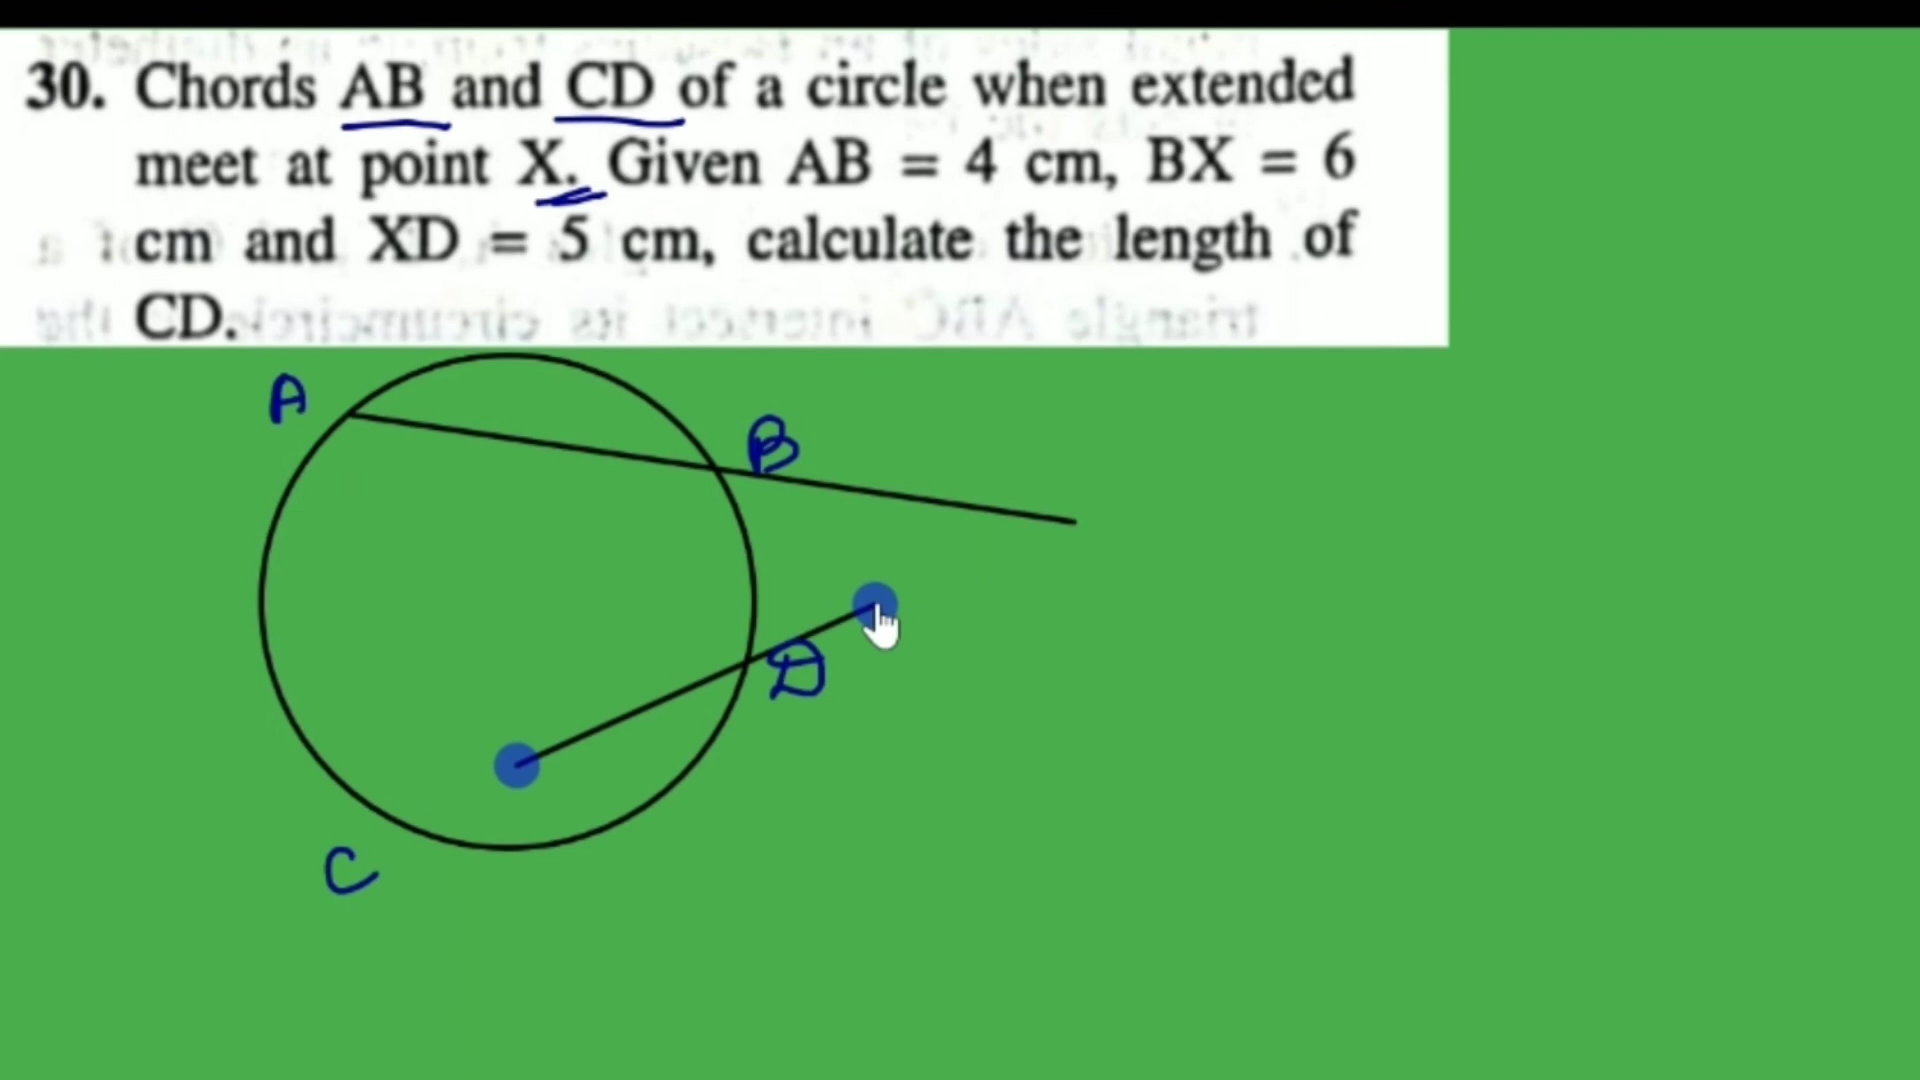 30. Chords AB and CD of a circle when extended
meet at point X. Given AB = 4 cm, BX = 6
cm and XD = 5 cm, calculate the length of
CD.
A
B
D
C